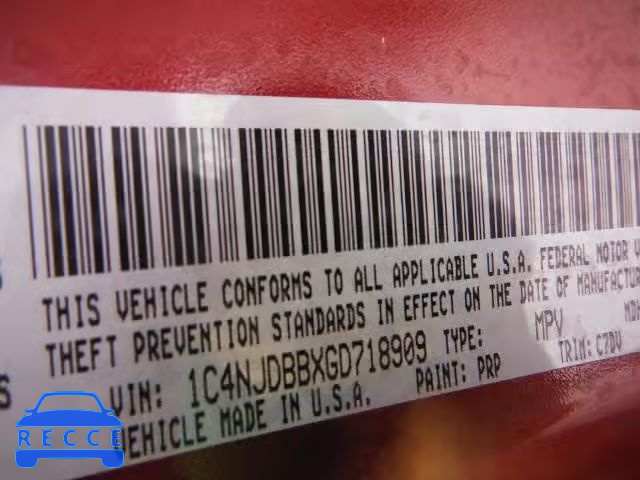 THIS VEHICLE CONFORMS TO ALL APPLICABLE U.S.A. FEDERAL MOTOR
THEFT PREVENTION STANDARDS IN EFFECT ON THE DATE OF MANUFACTURE
VIN: 1C4NJDBBXGD718909 TYPE: MPV
VEHICLE MADE IN U.S.A. PAINT: PRP TRIM: C7DV
RECCE